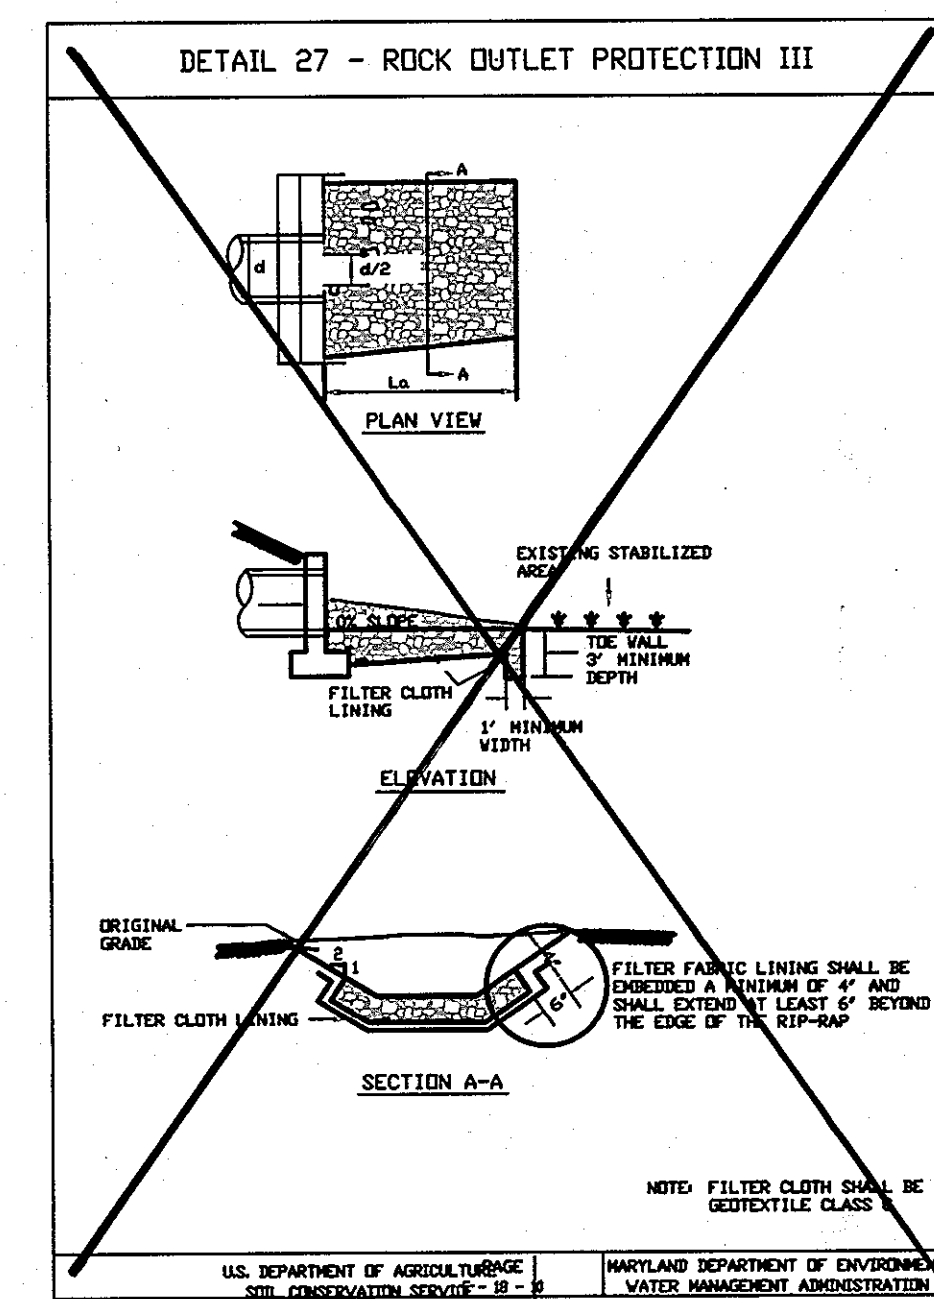 DETAIL 27 - ROCK OUTLET PROTECTION III
A
d
d/2
La
A
PLAN VIEW
EXISTING STABILIZED
AREA
0% SLOPE
TOE WALL
3' MINIMUM
DEPTH
FILTER CLOTH
LINING
1' MINIMUM
WIDTH
ELEVATION
ORIGINAL
GRADE
2
1
4"
6"
FILTER FABRIC LINING SHALL BE
EMBEDDED A MINIMUM OF 4" AND
SHALL EXTEND AT LEAST 6" BEYOND
THE EDGE OF THE RIP-RAP
FILTER CLOTH LINING
SECTION A-A
NOTE: FILTER CLOTH SHALL BE
GEOTEXTILE CLASS
U.S. DEPARTMENT OF AGRICULTURE
SOIL CONSERVATION SERVICE
PAGE
F - 18 -
MARYLAND DEPARTMENT OF ENVIRONME
WATER MANAGEMENT ADMINISTRATION